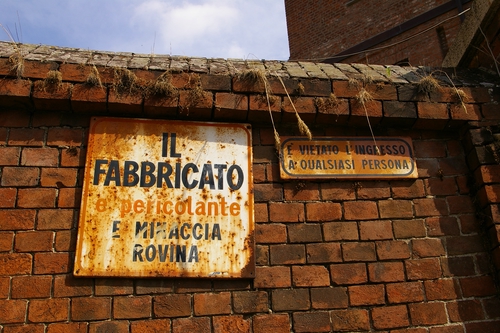 IL
FABBRICATO
è pericolante
E MINACCIA
ROVINA
È VIETATO L'INGRESSO
A QUALSIASI PERSONA